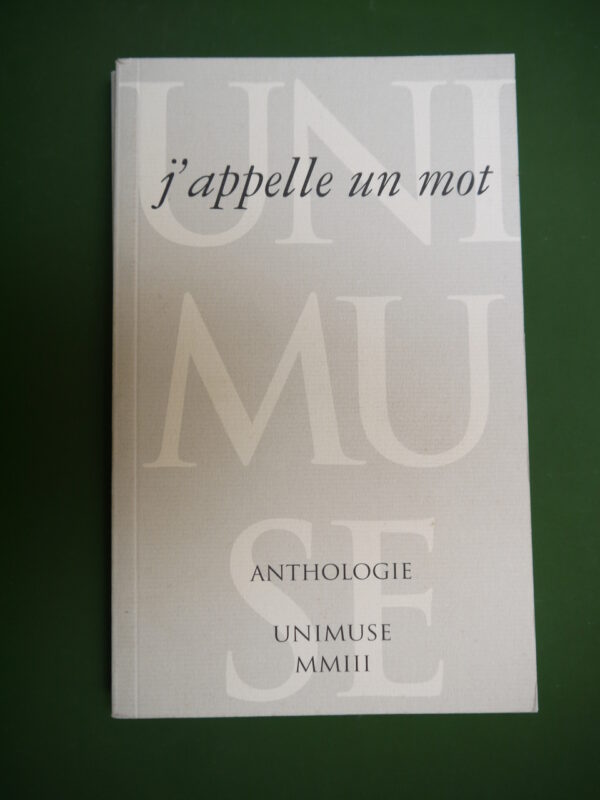 UNI
j'appelle un mot
MU
SE
ANTHOLOGIE
UNIMUSE
MMIII